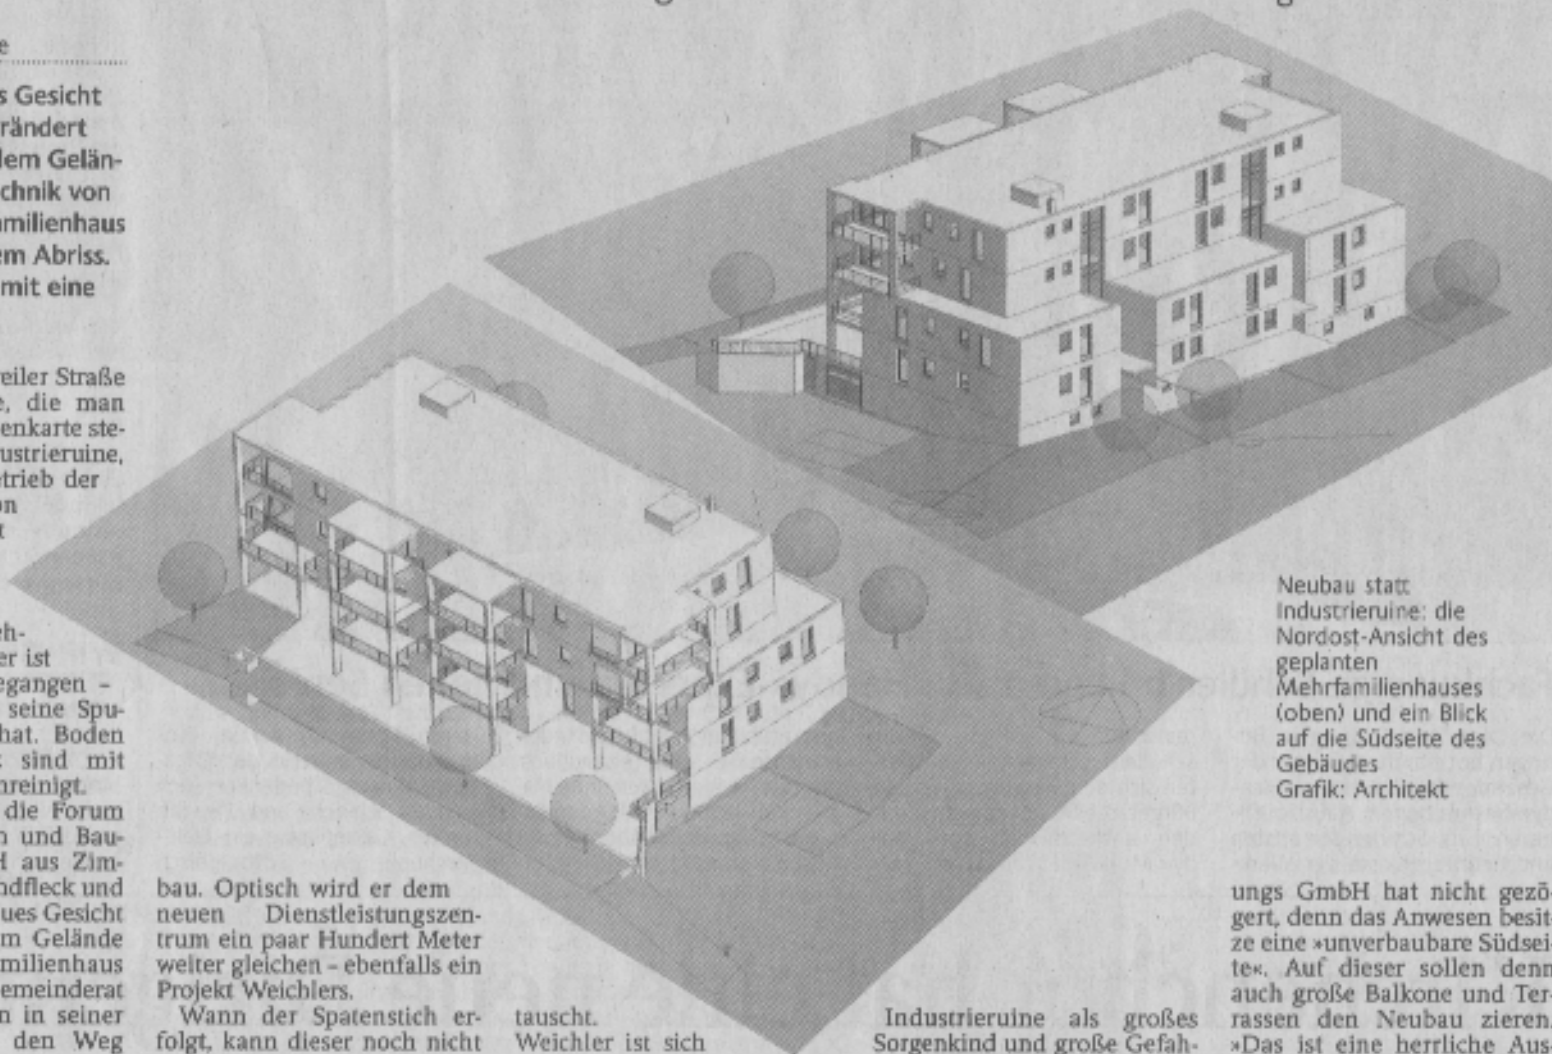 e
s Gesicht
rändert
dem Gelän-
chnik von
amilienhaus
em Abriss.
mit eine
eiler Straße
e, die man
enkarte ste-
ustrieruine,
trieb der
on
t
eh-
er ist
egangen –
seine Spu-
hat. Boden
sind mit
nreinigt.
die Forum
n und Bau-
H aus Zim-
ndfleck und
ues Gesicht
m Gelände
milienhaus
emeinderat
n in seiner
den Weg
bau. Optisch wird er dem
neuen Dienstleistungszen-
trum ein paar Hundert Meter
weiter gleichen – ebenfalls ein
Projekt Weichlers.
Wann der Spatenstich er-
folgt, kann dieser noch nicht
tauscht.
Weichler ist sich
Industrieruine als großes
Sorgenkind und große Gefah-
Neubau statt
Industrieruine: die
Nordost-Ansicht des
geplanten
Mehrfamilienhauses
(oben) und ein Blick
auf die Südseite des
Gebäudes
Grafik: Architekt
ungs GmbH hat nicht gezö-
gert, denn das Anwesen besit-
ze eine »unverbaubare Südsei-
te«. Auf dieser sollen denn
auch große Balkone und Ter-
rassen den Neubau zieren.
»Das ist eine herrliche Aus-